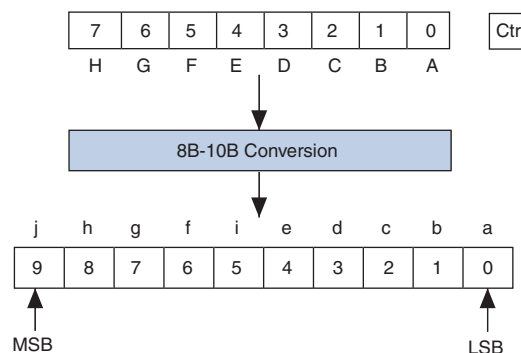 7 6 5 4 3 2 1 0 Ctr
H G F E D C B A
8B-10B Conversion
j h g f i e d c b a
9 8 7 6 5 4 3 2 1 0
MSB LSB